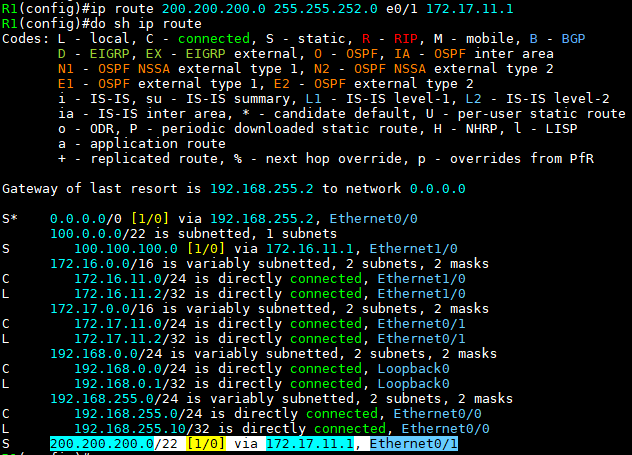 R1(config)#ip route 200.200.200.0 255.255.252.0 e0/1 172.17.11.1
R1(config)#do sh ip route
Codes: L - local, C - connected, S - static, R - RIP, M - mobile, B - BGP
       D - EIGRP, EX - EIGRP external, O - OSPF, IA - OSPF inter area
       N1 - OSPF NSSA external type 1, N2 - OSPF NSSA external type 2
       E1 - OSPF external type 1, E2 - OSPF external type 2
       i - IS-IS, su - IS-IS summary, L1 - IS-IS level-1, L2 - IS-IS level-2
       ia - IS-IS inter area, * - candidate default, U - per-user static route
       o - ODR, P - periodic downloaded static route, H - NHRP, l - LISP
       a - application route
       + - replicated route, % - next hop override, p - overrides from PfR

Gateway of last resort is 192.168.255.2 to network 0.0.0.0

S*    0.0.0.0/0 [1/0] via 192.168.255.2, Ethernet0/0
      100.0.0.0/22 is subnetted, 1 subnets
S        100.100.100.0 [1/0] via 172.16.11.1, Ethernet1/0
      172.16.0.0/16 is variably subnetted, 2 subnets, 2 masks
C        172.16.11.0/24 is directly connected, Ethernet1/0
L        172.16.11.2/32 is directly connected, Ethernet1/0
      172.17.0.0/16 is variably subnetted, 2 subnets, 2 masks
C        172.17.11.0/24 is directly connected, Ethernet0/1
L        172.17.11.2/32 is directly connected, Ethernet0/1
      192.168.0.0/24 is variably subnetted, 2 subnets, 2 masks
C        192.168.0.0/24 is directly connected, Loopback0
L        192.168.0.1/32 is directly connected, Loopback0
      192.168.255.0/24 is variably subnetted, 2 subnets, 2 masks
C        192.168.255.0/24 is directly connected, Ethernet0/0
L        192.168.255.10/32 is directly connected, Ethernet0/0
S     200.200.200.0/22 [1/0] via 172.17.11.1, Ethernet0/1
R1(config)#